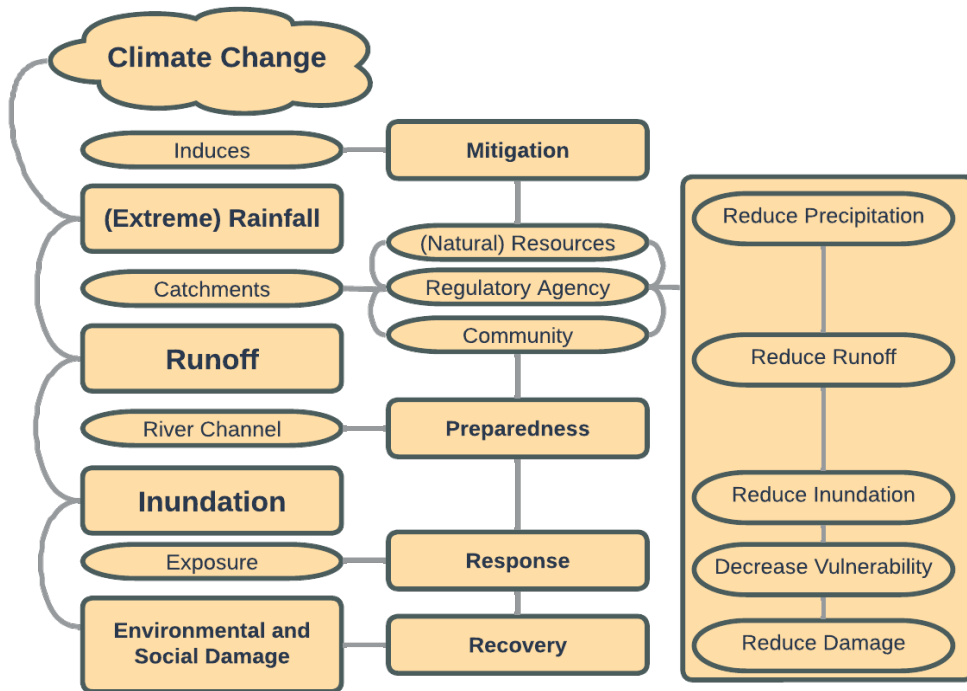 Climate Change
Induces
(Extreme) Rainfall
Catchments
Runoff
River Channel
Inundation
Exposure
Environmental and
Social Damage
Mitigation
(Natural) Resources
Regulatory Agency
Community
Preparedness
Response
Recovery
Reduce Precipitation
Reduce Runoff
Reduce Inundation
Decrease Vulnerability
Reduce Damage